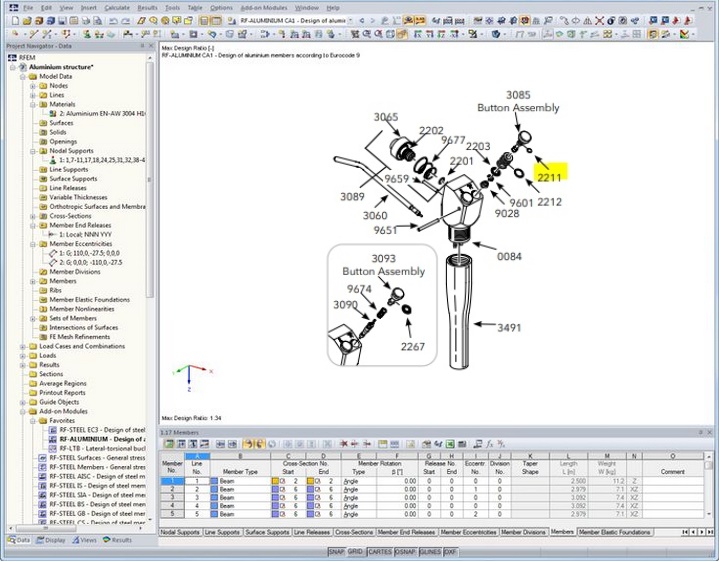 File Edit View Insert Calculate Results Tools Table Options Add-on Modules Window Help
RF-ALUMINIUM CA1 - Design of alumin
Project Navigator - Data
RFEM
Aluminium structure*
Model Data
Nodes
Lines
Materials
2: Aluminium EN-AW 3004 H1
Surfaces
Solids
Openings
Nodal Supports
1: 1,7-11,17,18,24,25,31,32,38-4
Line Supports
Surface Supports
Line Releases
Variable Thicknesses
Orthotropic Surfaces and Membra
Cross-Sections
Member End Releases
1: Local; NNN YYY
Member Eccentricities
1: G; 110,0,-27.5; 0,0,0
2: G; 0,0,0; -110,0,-27.5
Member Divisions
Members
Ribs
Member Elastic Foundations
Member Nonlinearities
Sets of Members
Intersections of Surfaces
FE Mesh Refinements
Load Cases and Combinations
Loads
Results
Sections
Average Regions
Printout Reports
Guide Objects
Add-on Modules
Favorites
RF-STEEL EC3 - Design of steel
RF-ALUMINIUM - Design of a
RF-LTB - Lateral-torsional buck
RF-STEEL Surfaces - General stress
RF-STEEL Members - General stres
RF-STEEL AISC - Design of steel m
RF-STEEL IS - Design of steel mem
RF-STEEL SIA - Design of steel me
RF-STEEL BS - Design of steel mem
RF-STEEL GB - Design of steel mem
RF-STEEL CS - Design of steel mem
Data Display Views Results
Max Design Ratio [-]
RF-ALUMINIUM CA1 - Design of aluminium members according to Eurocode 9
3085
Button Assembly
3065
2202
9677
2203
2201
9659
2211
3089
9601
2212
3060
9028
9651
0084
3093
Button Assembly
9674
3090
2267
3491
X
Y
Z
Max Design Ratio: 1.34
1.17 Members
A B C D E F G H I J K L M N O
Member Line Cross-Section No. Member Rotation Release No. Eccentr. Division Taper Length Weight
No. No. Member Type Start End Type β [°] Start End No. No. Shape L [m] W [kg] Comment
1 1 Beam 2 2 Angle 0.00 0 0 0 0 2.500 11.2 Z
2 2 Beam 6 6 Angle 0.00 0 0 1 0 2.979 7.1 XZ
3 3 Beam 6 6 Angle 0.00 0 0 0 0 3.092 7.4 XZ
4 4 Beam 6 6 Angle 0.00 0 0 0 0 3.092 7.4 XZ
5 5 Beam 6 6 Angle 0.00 0 0 2 0 2.979 7.1 XZ
Nodal Supports Line Supports Surface Supports Line Releases Cross-Sections Member End Releases Member Eccentricities Member Divisions Members Member Elastic Foundations
SNAP GRID CARTES OSNAP GLINES DXF